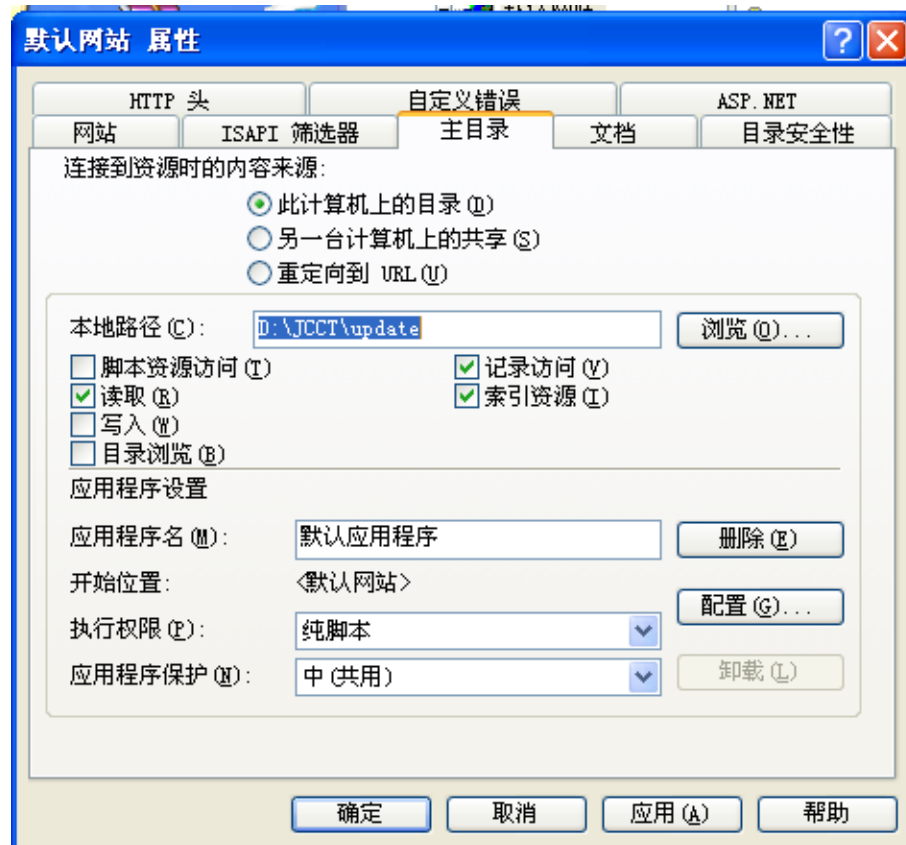 默认网站 属性
HTTP 头 自定义错误 ASP.NET
网站 ISAPI 筛选器 主目录 文档 目录安全性
连接到资源时的内容来源:
此计算机上的目录(D)
另一台计算机上的共享(S)
重定向到 URL(U)
本地路径(C): D:\JCCT\update 浏览(O)...
脚本资源访问(T) 记录访问(V)
读取(R) 索引资源(I)
写入(W)
目录浏览(B)
应用程序设置
应用程序名(M): 默认应用程序 删除(E)
开始位置: <默认网站>
配置(G)...
执行权限(P): 纯脚本
应用程序保护(N): 中(共用) 卸载(L)
确定 取消 应用(A) 帮助